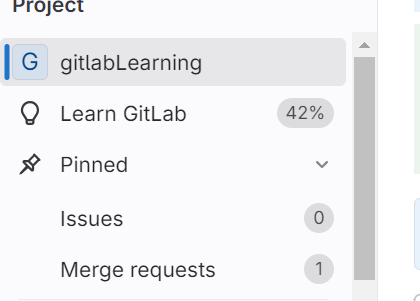 Project
G gitlabLearning
Learn GitLab 42%
Pinned
Issues 0
Merge requests 1